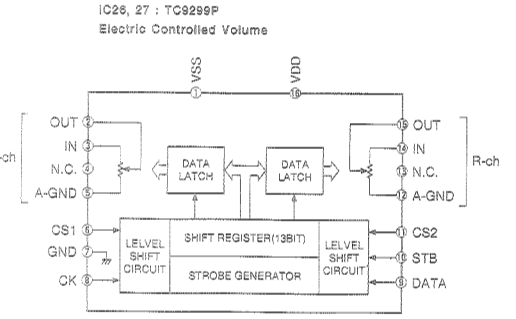 IC26, 27 : TC9299P
Electric Controlled Volume
VSS
VDD
1
16
OUT 2
IN 3
N.C. 4
A-GND 5
-ch
CS1 6
GND 7
CK 8
DATA LATCH
DATA LATCH
LELVEL SHIFT CIRCUIT
SHIFT REGISTER(13BIT)
STROBE GENERATOR
LELVEL SHIFT CIRCUIT
15 OUT
14 IN
13 N.C.
12 A-GND
R-ch
11 CS2
10 STB
9 DATA